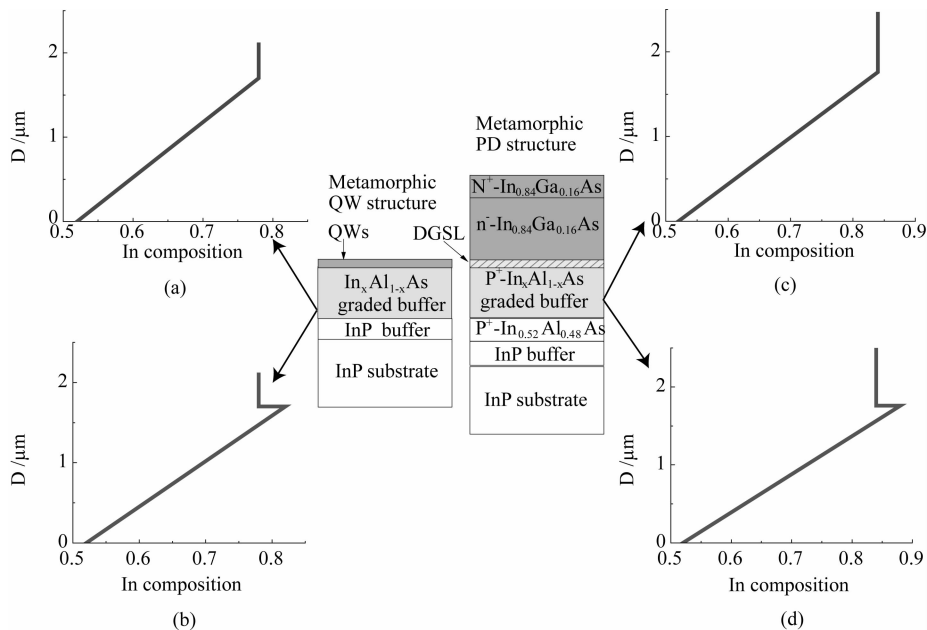 2
1
0
D /μm
0.5 0.6 0.7 0.8
In composition
(a)
Metamorphic
QW structure
QWs
InₓAl₁₋ₓAs
graded buffer
InP buffer
InP substrate
Metamorphic
PD structure
DGSL
N⁺-In₀.₈₄Ga₀.₁₆As
n⁻-In₀.₈₄Ga₀.₁₆As
P⁺-InₓAl₁₋ₓAs
graded buffer
P⁺-In₀.₅₂Al₀.₄₈As
InP buffer
InP substrate
2
1
0
D /μm
0.5 0.6 0.7 0.8 0.9
In composition
(c)
2
1
0
D /μm
0.5 0.6 0.7 0.8
In composition
(b)
2
1
0
D /μm
0.5 0.6 0.7 0.8 0.9
In composition
(d)